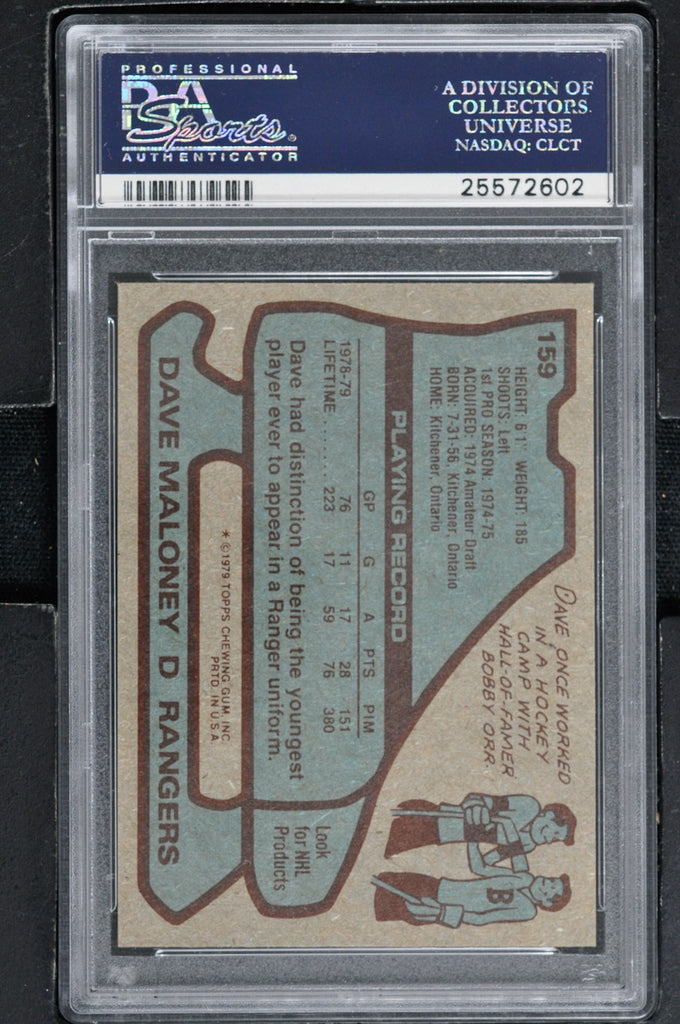 PROFESSIONAL
PSA
Sports
AUTHENTICATOR
A DIVISION OF
COLLECTORS
UNIVERSE
NASDAQ: CLCT
25572602
159
HEIGHT: 6'1" WEIGHT: 185
SHOOTS: Left
1st PRO SEASON: 1974-75
ACQUIRED: 1974 Amateur Draft
BORN: 7-31-56, Kitchener, Ontario
HOME: Kitchener, Ontario
DAVE ONCE WORKED
IN A HOCKEY
CAMP WITH
HALL-OF-FAMER
BOBBY ORR.
B
PLAYING RECORD
GP G A PTS PIM
1978-79 76 11 17 28 151
LIFETIME ....... 223 17 59 76 380
Dave had distinction of being the youngest
player ever to appear in a Ranger uniform.
Look
for NHL
Products
* ©1979 TOPPS CHEWING GUM, INC.
PRTD. IN U.S.A.
DAVE MALONEY D RANGERS